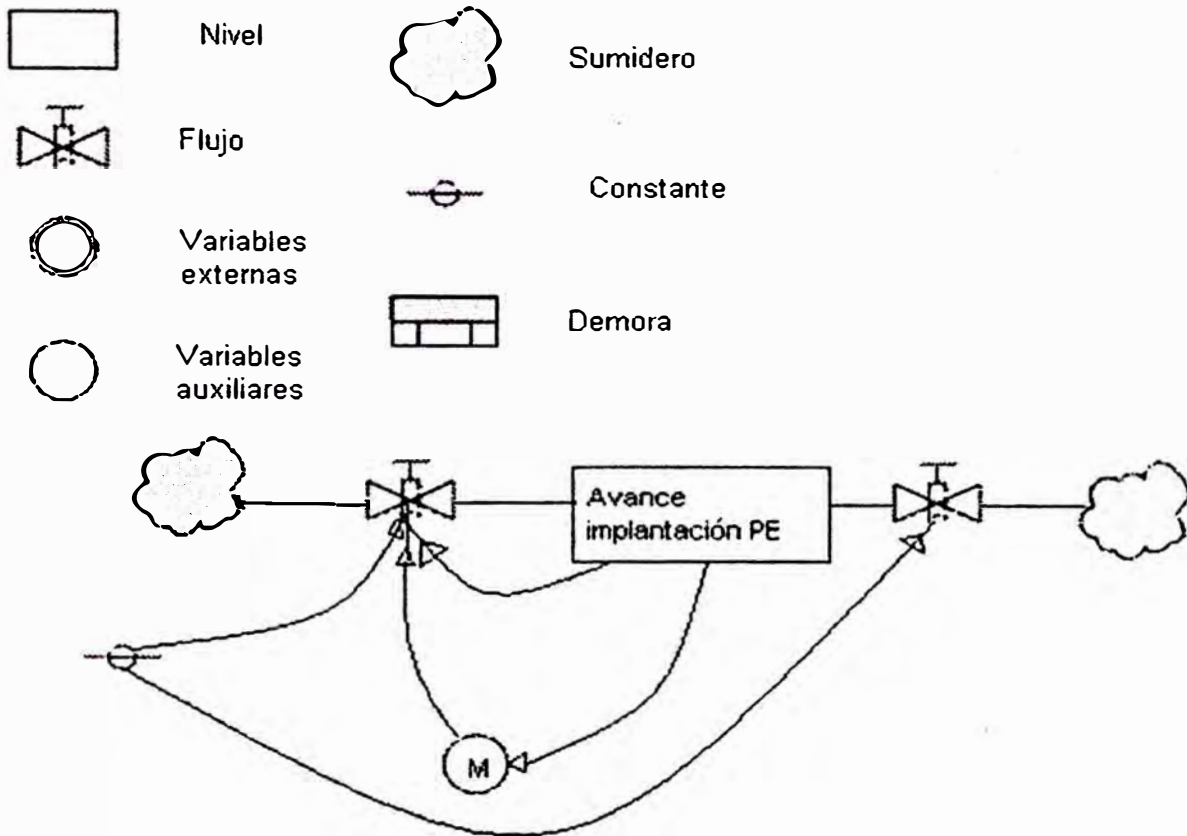 Nivel
Sumidero
Flujo
Constante
Variables
externas
Demora
Variables
auxiliares
Avance
implantación PE
M